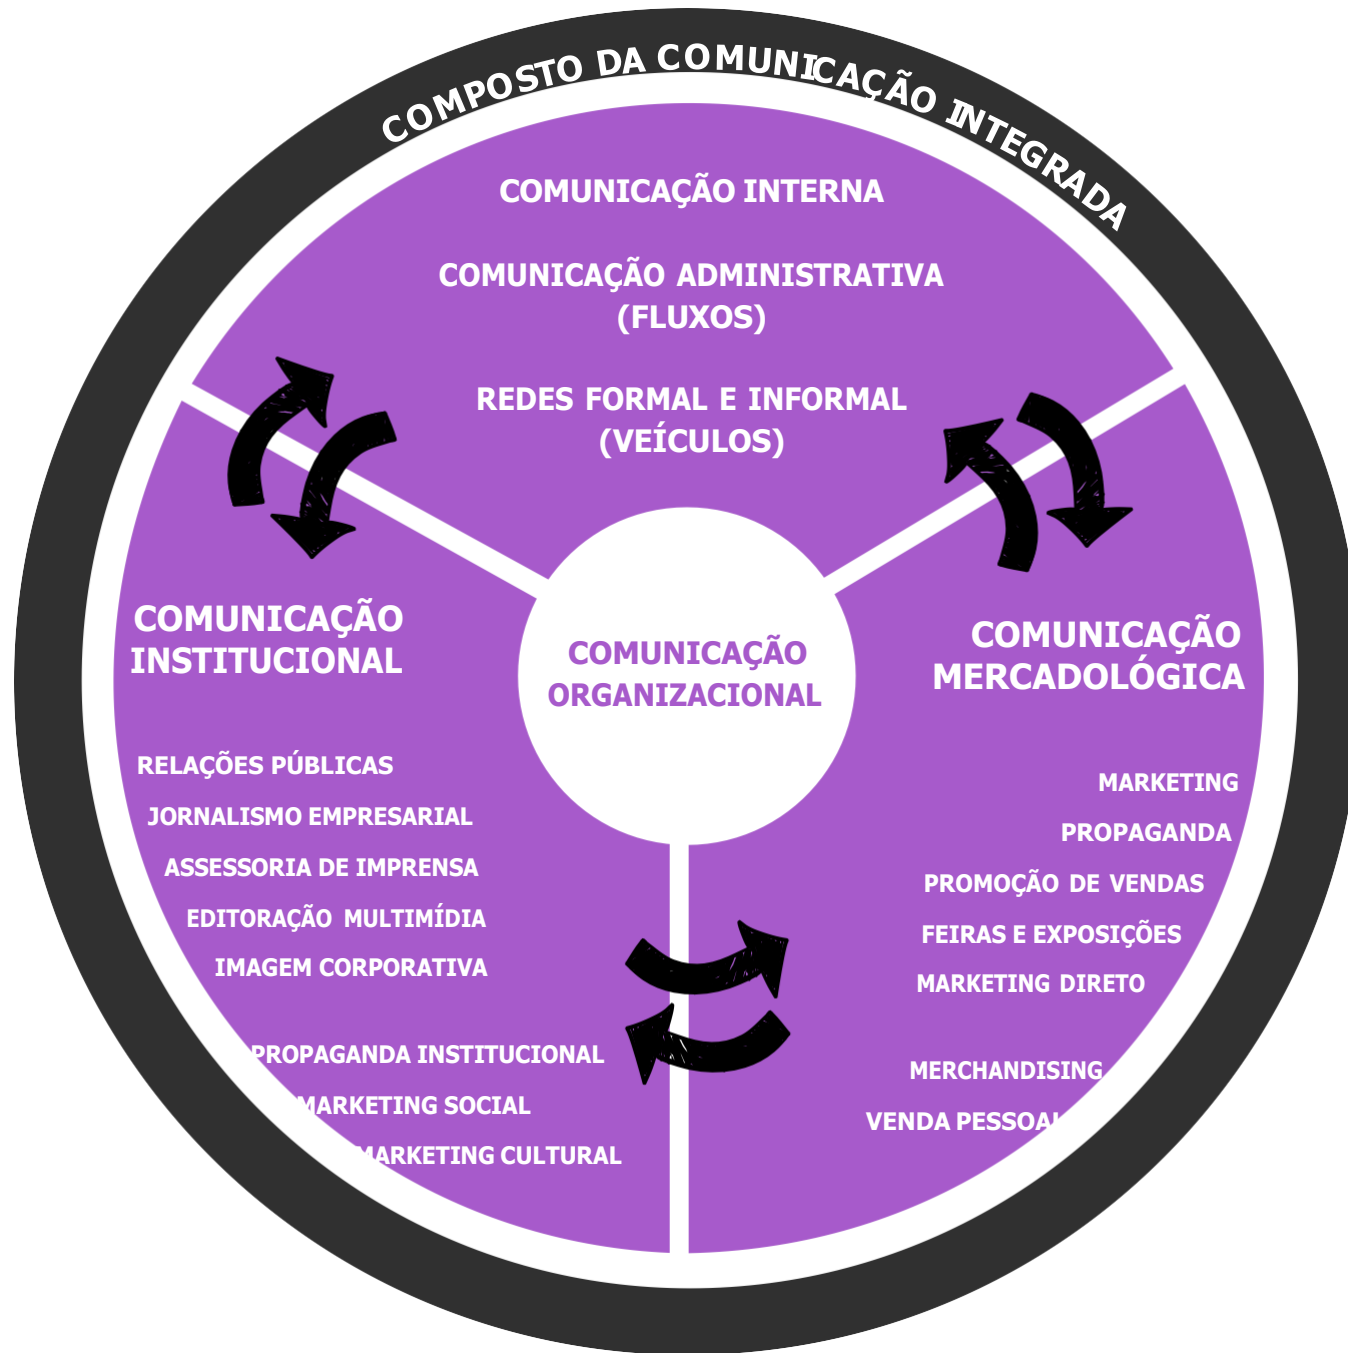 COMPOSTO DA COMUNICAÇÃO INTEGRADA
COMUNICAÇÃO INTERNA
COMUNICAÇÃO ADMINISTRATIVA
(FLUXOS)
REDES FORMAL E INFORMAL
(VEÍCULOS)
COMUNICAÇÃO
INSTITUCIONAL
RELAÇÕES PÚBLICAS
JORNALISMO EMPRESARIAL
ASSESSORIA DE IMPRENSA
EDITORAÇÃO MULTIMÍDIA
IMAGEM CORPORATIVA
PROPAGANDA INSTITUCIONAL
MARKETING SOCIAL
MARKETING CULTURAL
COMUNICAÇÃO
ORGANIZACIONAL
COMUNICAÇÃO
MERCADOLÓGICA
MARKETING
PROPAGANDA
PROMOÇÃO DE VENDAS
FEIRAS E EXPOSIÇÕES
MARKETING DIRETO
MERCHANDISING
VENDA PESSOAL